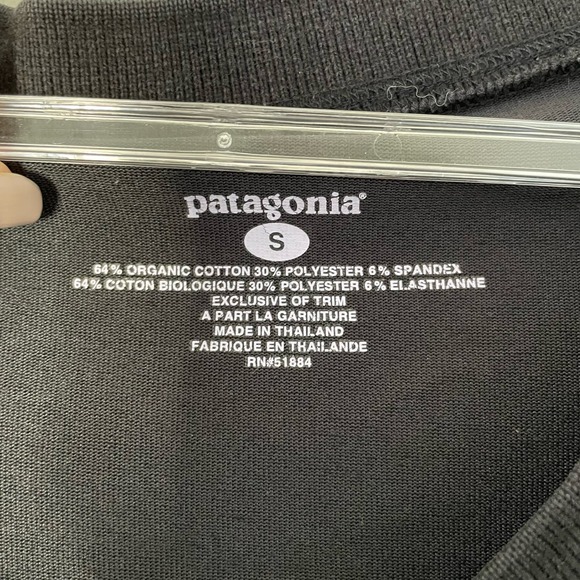 patagonia®
S
64% ORGANIC COTTON 30% POLYESTER 6% SPANDEX
64% COTON BIOLOGIQUE 30% POLYESTER 6% ELASTHANNE
EXCLUSIVE OF TRIM
A PART LA GARNITURE
MADE IN THAILAND
FABRIQUE EN THAILANDE
RN#51884